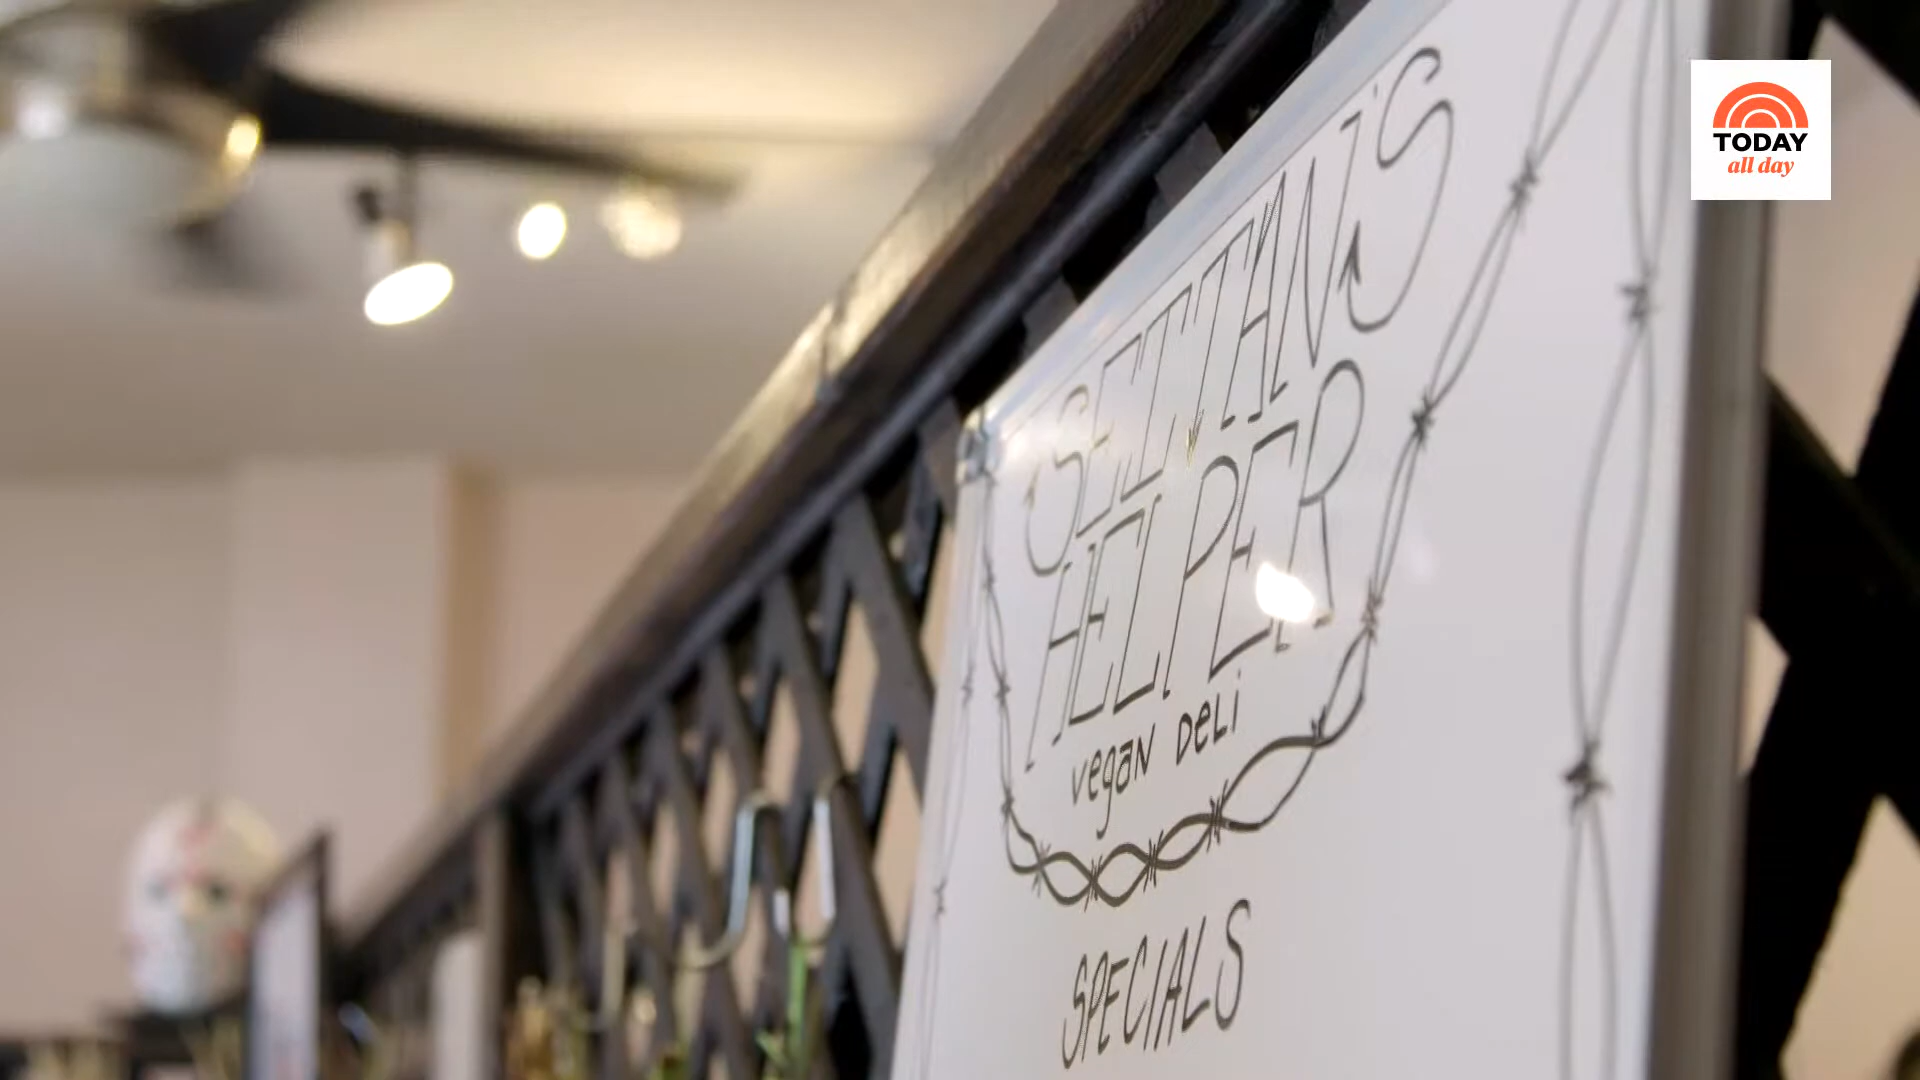 TODAY
all day
SEITAN'S
HELPER
vegan DELi
SPECIALS